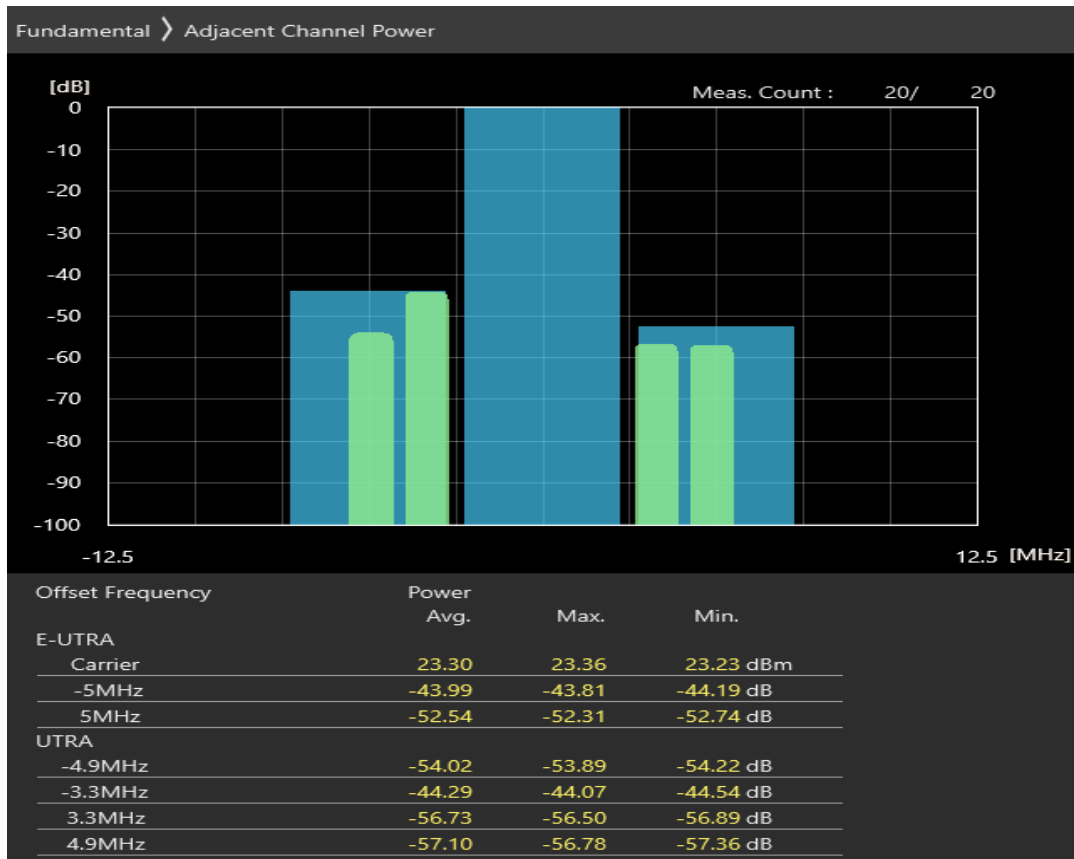 Fundamental ❯ Adjacent Channel Power
[dB]
Meas. Count : 20/ 20
0
-10
-20
-30
-40
-50
-60
-70
-80
-90
-100
-12.5 12.5 [MHz]
Offset Frequency Power
Avg. Max. Min.
E-UTRA
Carrier 23.30 23.36 23.23 dBm
-5MHz -43.99 -43.81 -44.19 dB
5MHz -52.54 -52.31 -52.74 dB
UTRA
-4.9MHz -54.02 -53.89 -54.22 dB
-3.3MHz -44.29 -44.07 -44.54 dB
3.3MHz -56.73 -56.50 -56.89 dB
4.9MHz -57.10 -56.78 -57.36 dB